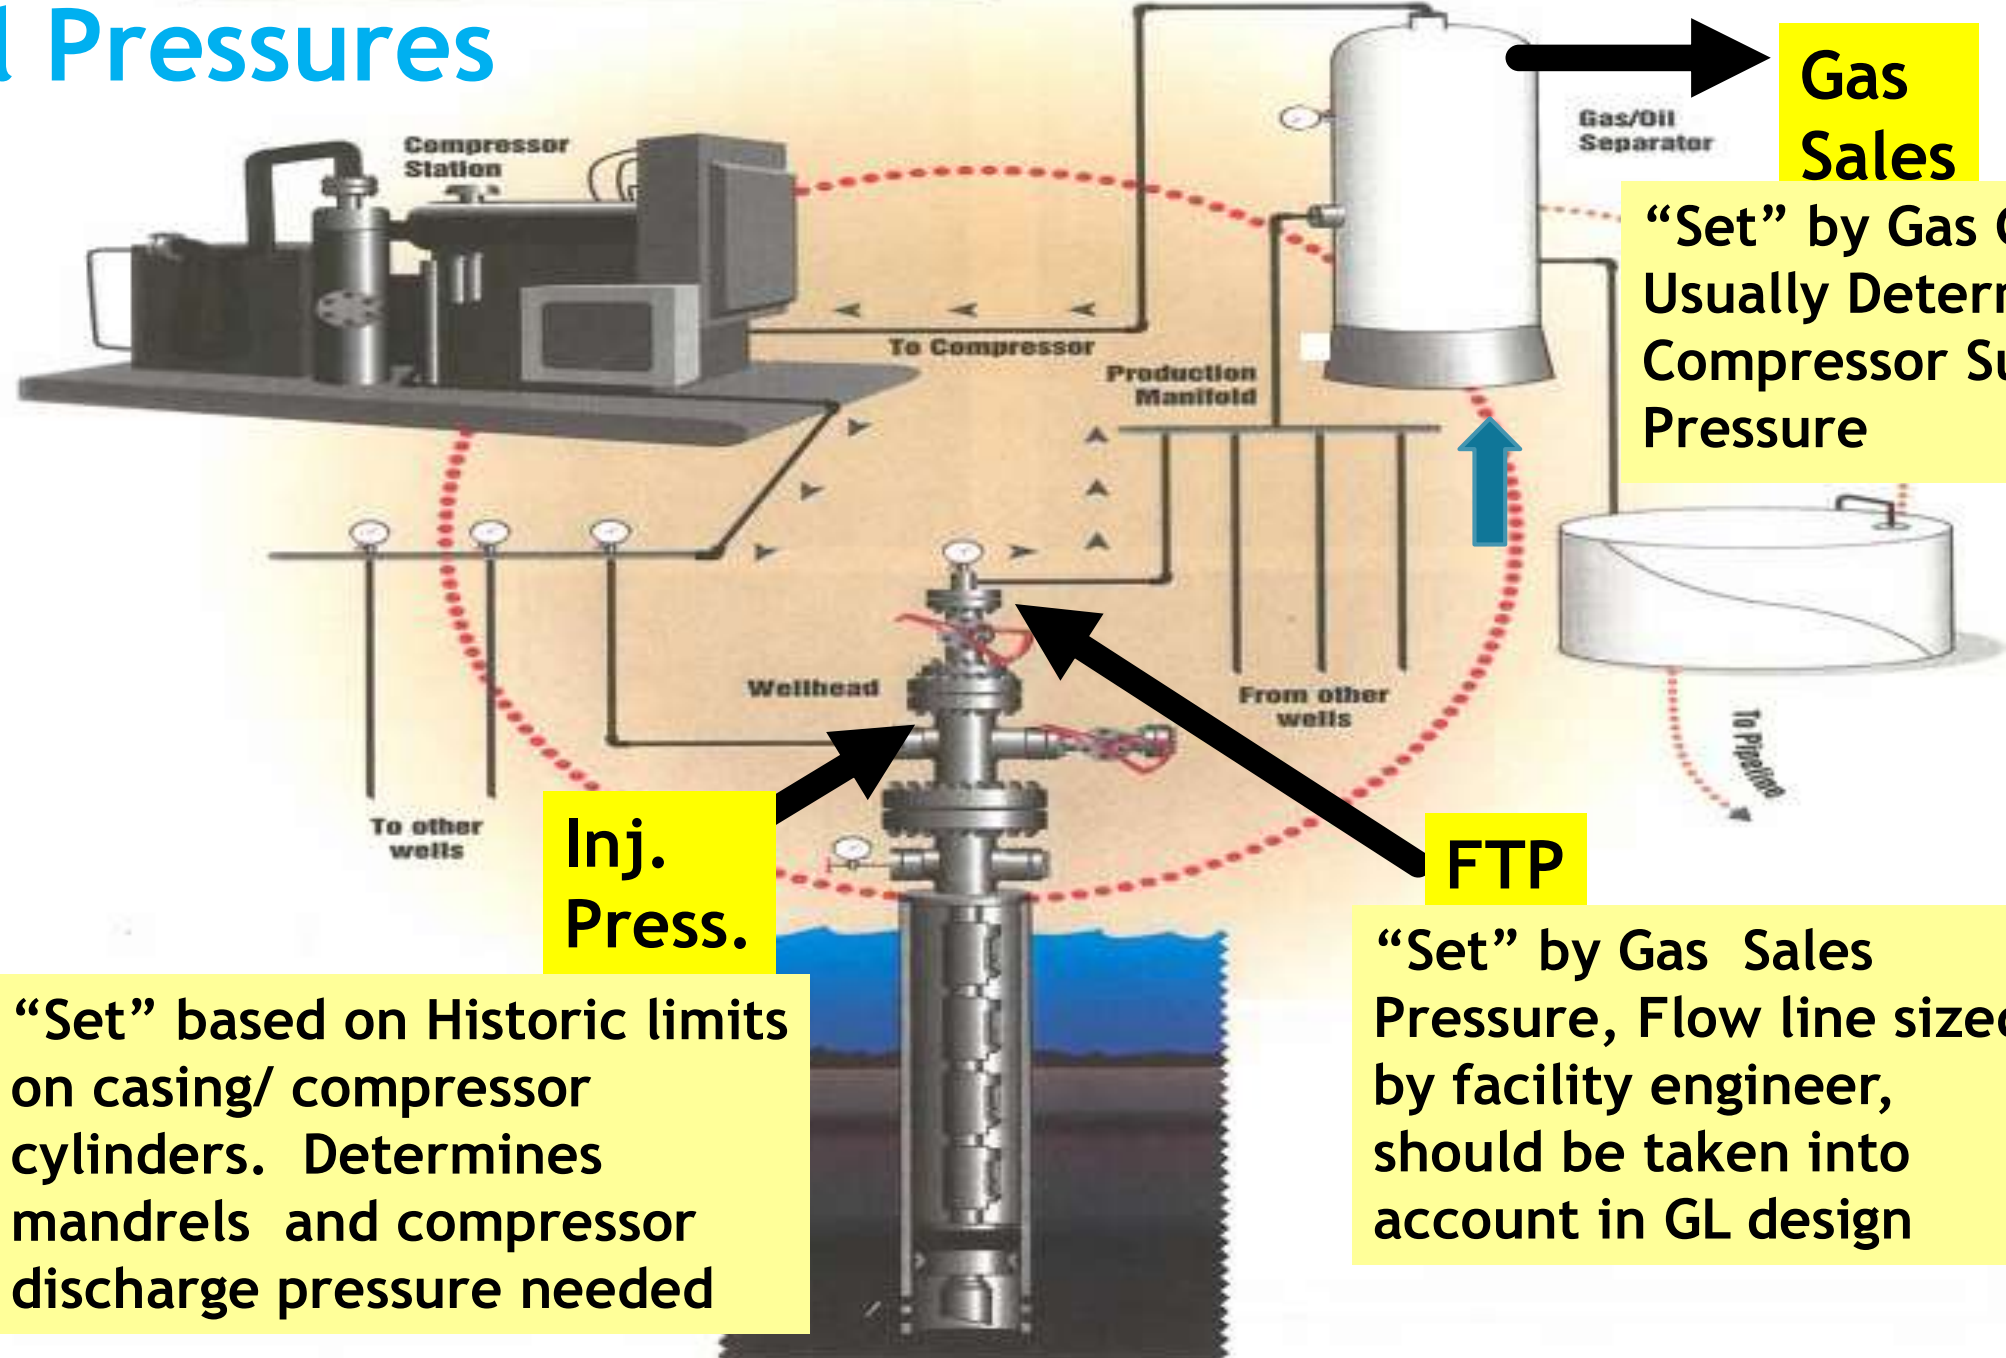 Pressures
Gas
Sales
Compressor
Station
Gas/Oil
Separator
“Set” by Gas
Usually
Compressor
Pressure
To Compressor
Production
Manifold
Wellhead
From other
wells
To Pipeline
To other
wells
Inj.
Press.
FTP
“Set” based on Historic limits
on casing/ compressor
cylinders. Determines
mandrels and compressor
discharge pressure needed
“Set” by Gas Sales
Pressure, Flow line sized
by facility engineer,
should be taken into
account in GL design